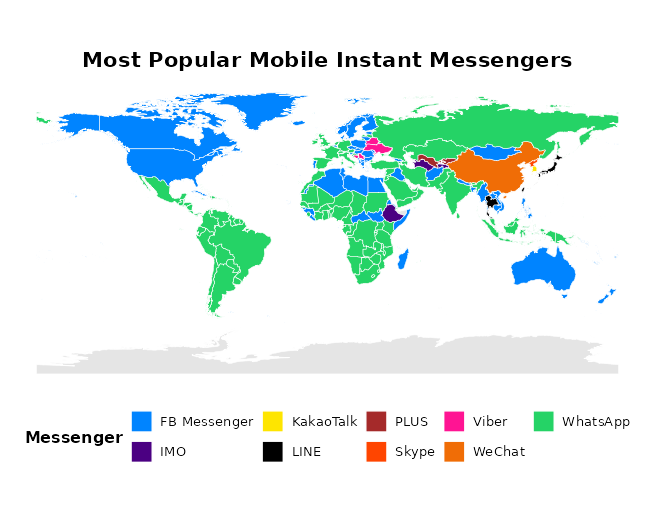 Most Popular Mobile Instant Messengers
Messenger
FB Messenger KakaoTalk PLUS Viber WhatsApp
IMO LINE Skype WeChat